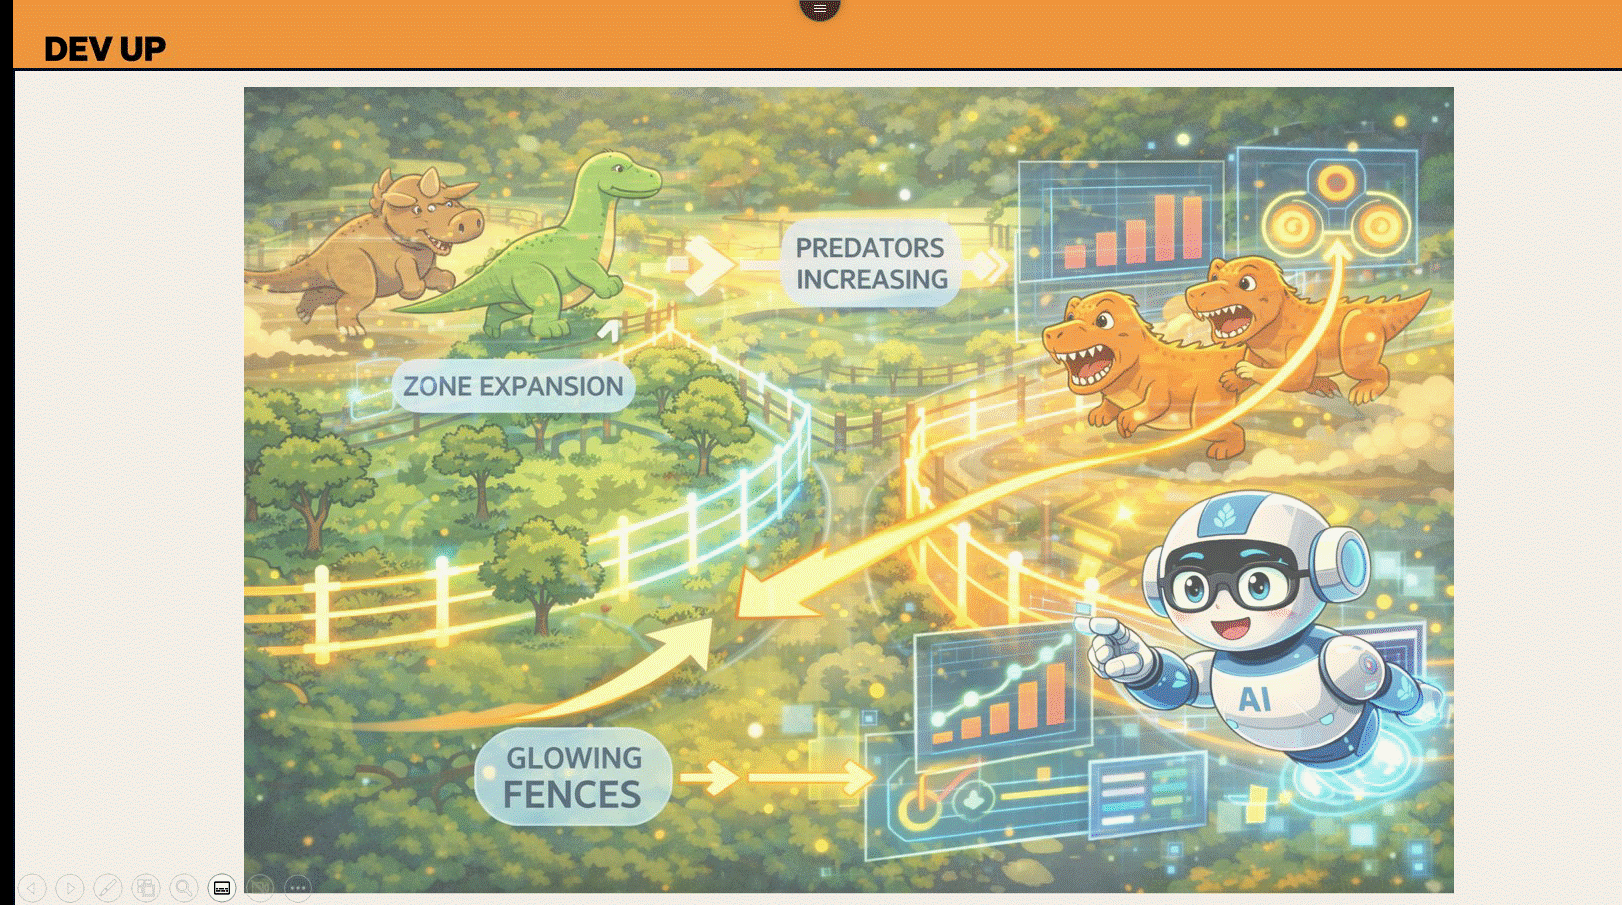 DEV UP
PREDATORS
INCREASING
ZONE EXPANSION
AI
GLOWING
FENCES